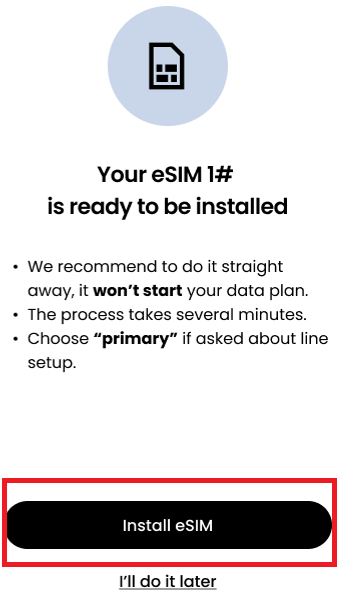 Your eSIM 1#
is ready to be installed
• We recommend to do it straight
away, it won’t start your data plan.
• The process takes several minutes.
• Choose “primary” if asked about line
setup.
Install eSIM
I’ll do it later